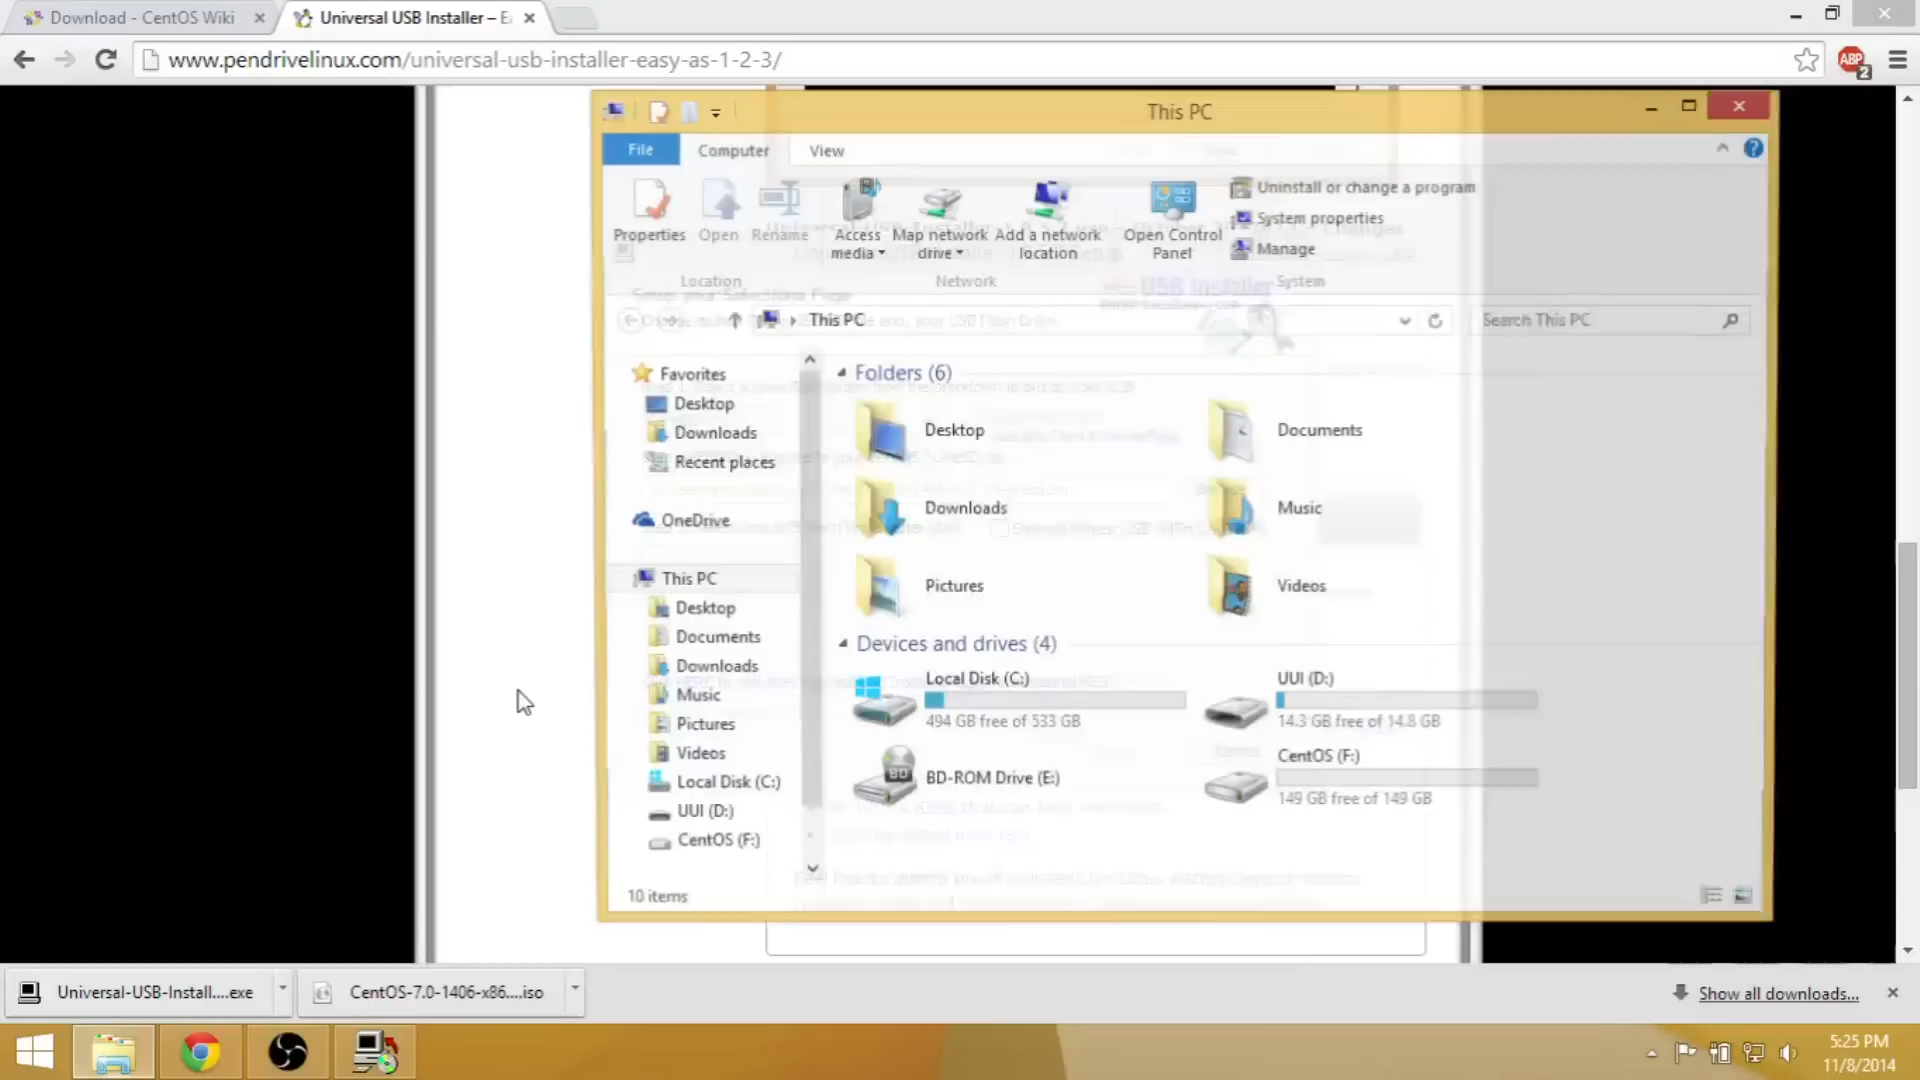 Download - CentOS Wiki
Universal USB Installer – Ea
www.pendrivelinux.com/universal-usb-installer-easy-as-1-2-3/
ABP
2
This PC
File
Computer
View
Properties
Open
Rename
Access media
Map network drive
Add a network location
Open Control Panel
Uninstall or change a program
System properties
Manage
Location
Network
System
USB Installer
This PC
Search This PC
Favorites
Desktop
Downloads
Recent places
OneDrive
This PC
Desktop
Documents
Downloads
Music
Pictures
Videos
Local Disk (C:)
UUI (D:)
CentOS (F:)
Folders (6)
Desktop
Documents
Downloads
Music
Pictures
Videos
Devices and drives (4)
Local Disk (C:)
494 GB free of 533 GB
UUI (D:)
14.3 GB free of 14.8 GB
BD
BD-ROM Drive (E:)
CentOS (F:)
149 GB free of 149 GB
10 items
Universal-USB-Install....exe
CentOS-7.0-1406-x86....iso
Show all downloads...
5:25 PM
11/8/2014